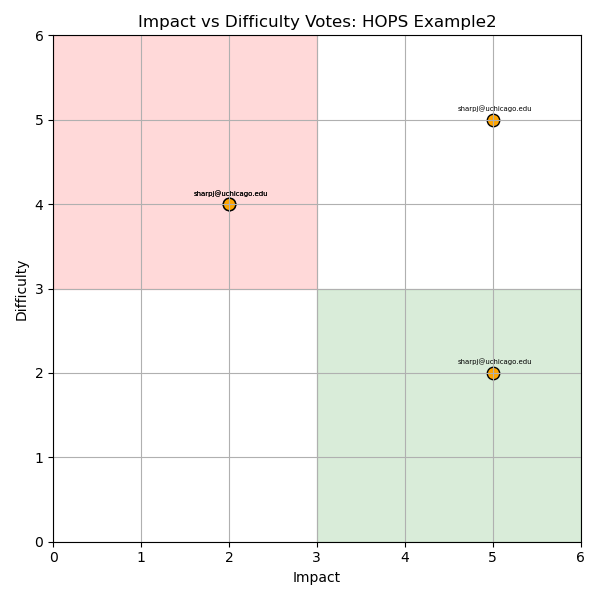 Impact vs Difficulty Votes: HOPS Example2
6
sharpj@uchicago.edu
5
sharpj@uchicago.edu
4
Difficulty
3
sharpj@uchicago.edu
2
1
0
0 1 2 3 4 5 6
Impact